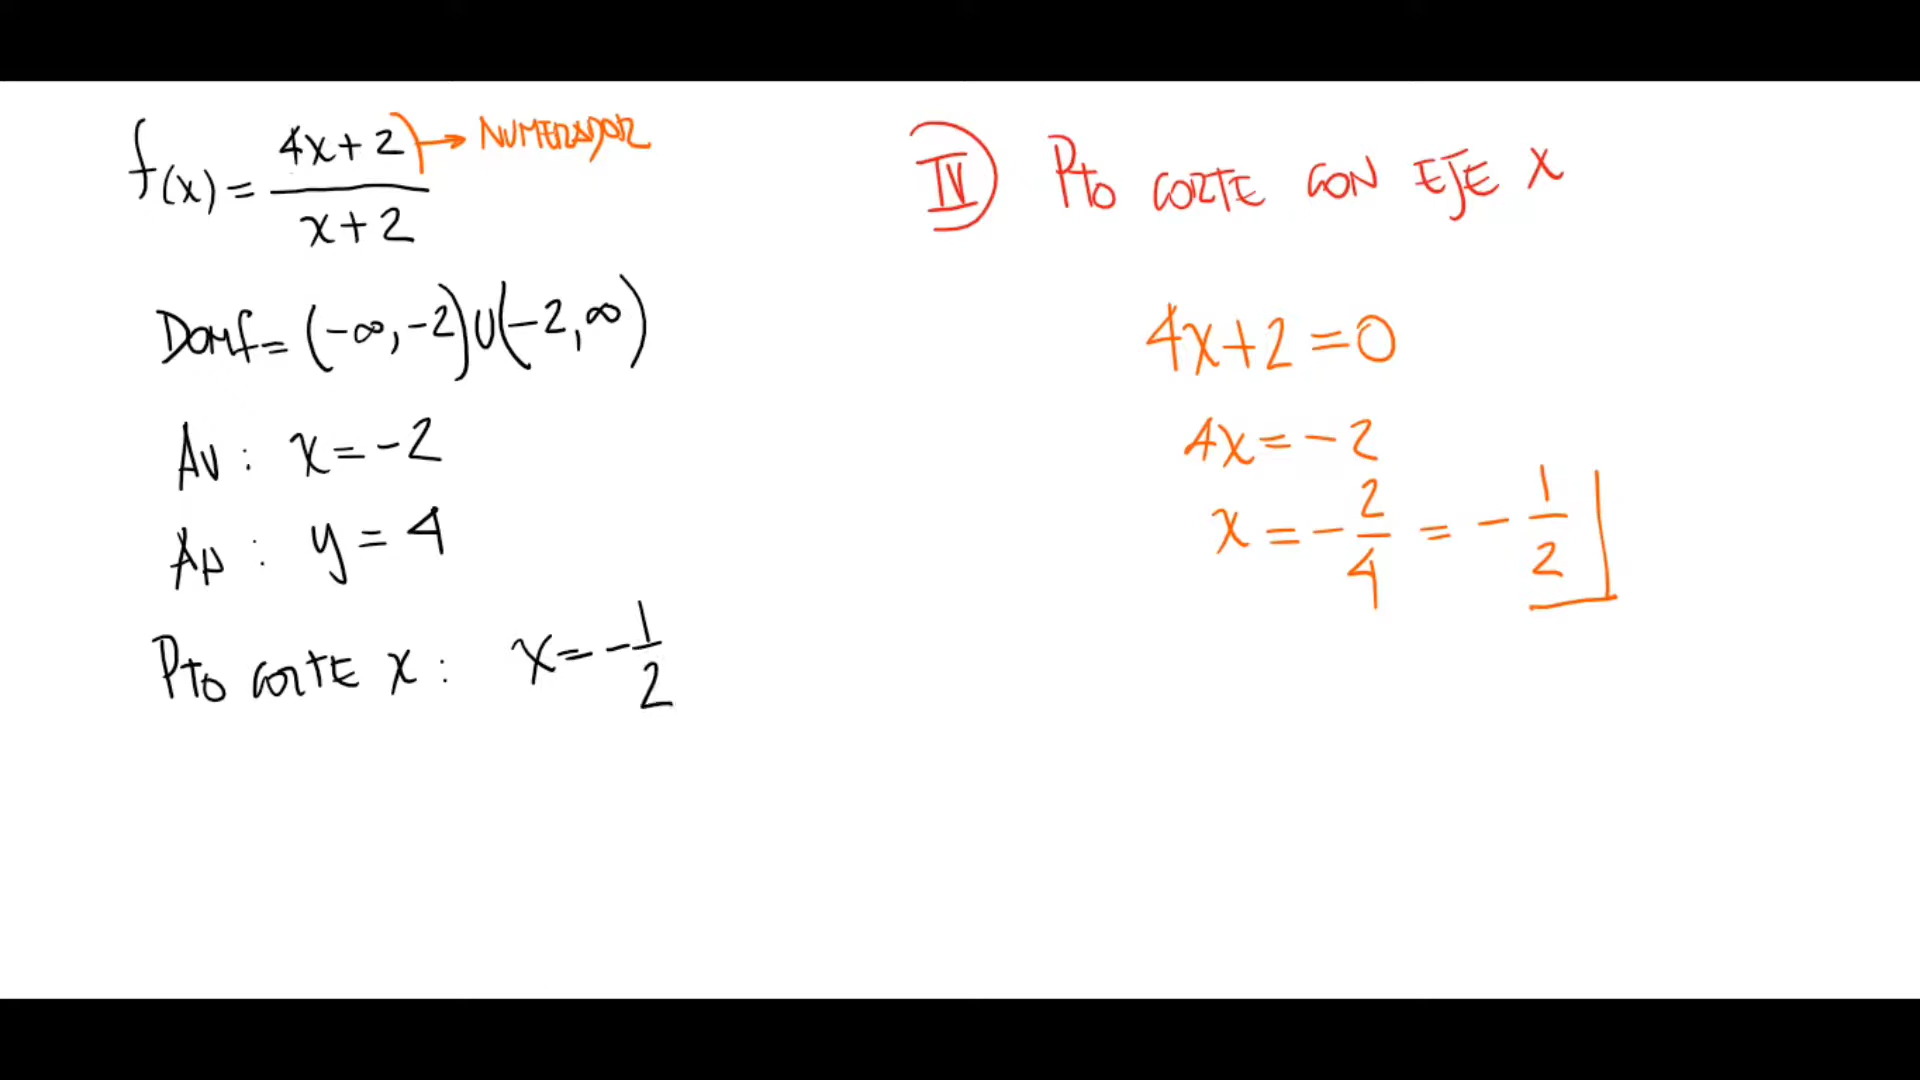 f(x) = 4x+2 / x+2 → NUMERADOR
Domf = (-∞, -2) U (-2, ∞)
AV : x = -2
AH : y = 4
Pto CORTE x : x = -1/2
IV Pto CORTE CON EJE X
4x+2 = 0
4x = -2
x = -2/4 = -1/2